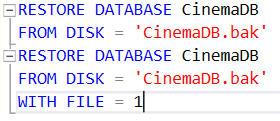 RESTORE DATABASE CinemaDB
FROM DISK = 'CinemaDB.bak'
RESTORE DATABASE CinemaDB
FROM DISK = 'CinemaDB.bak'
WITH FILE = 1